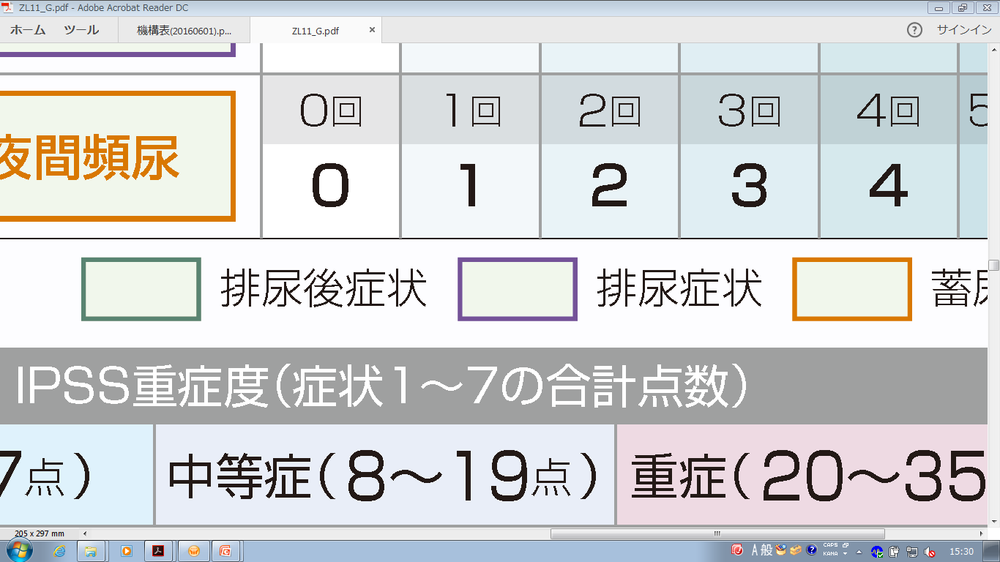 ZL11_G.pdf - Adobe Acrobat Reader DC
ホーム ツール 機構表(20160601).p... ZL11_G.pdf × ? サインイン
0回 1回 2回 3回 4回 5
夜間頻尿 0 1 2 3 4
排尿後症状 排尿症状 蓄尿
IPSS重症度(症状1～7の合計点数)
7点) 中等症(8～19点) 重症(20～35
205 x 297 mm
A 般 ? CAPS KANA 15:30